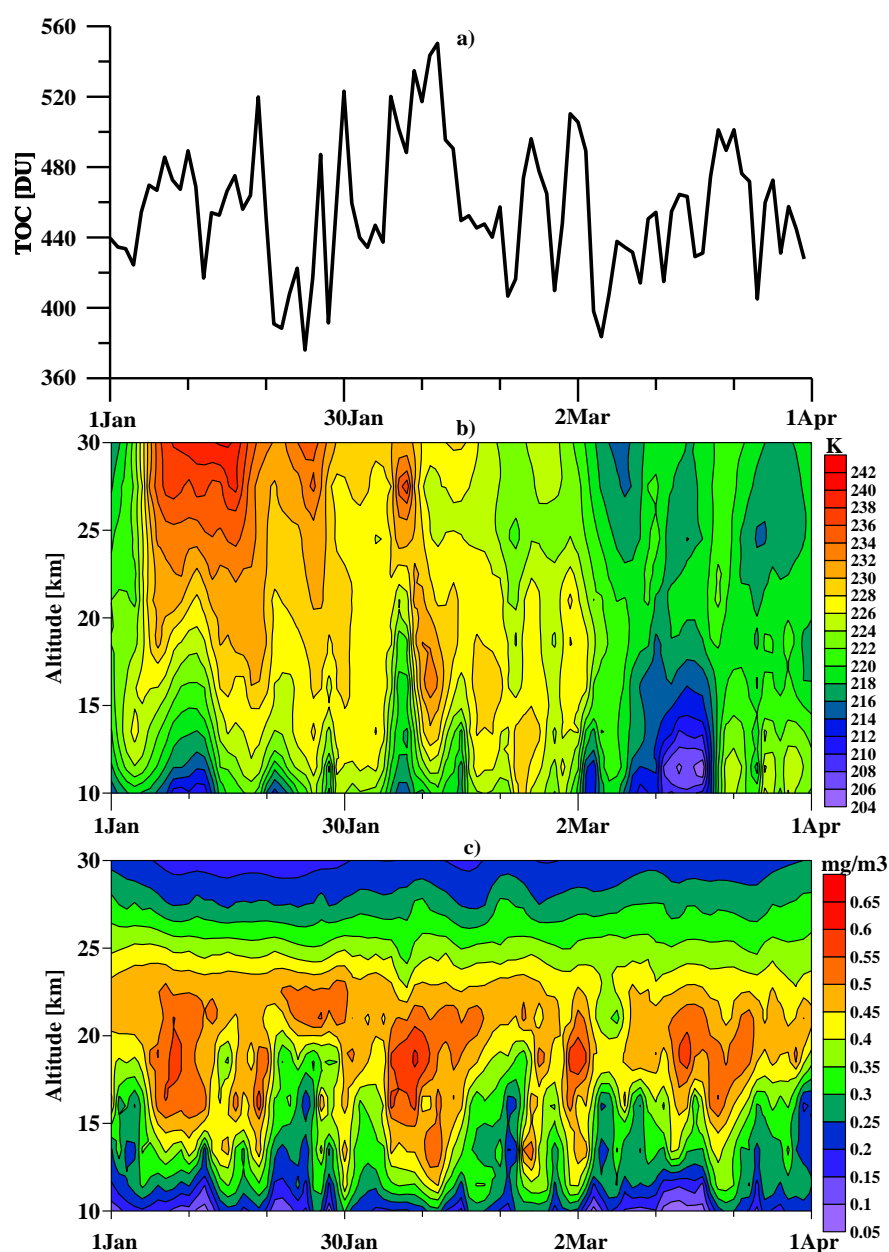 a)
560
520
480
440
400
360
TOC [DU]
1Jan
30Jan
2Mar
1Apr
b)
K
30
25
20
15
10
Altitude [km]
242
240
238
236
234
232
230
228
226
224
222
220
218
216
214
212
210
208
206
204
1Jan
30Jan
2Mar
1Apr
c)
mg/m3
30
25
20
15
10
Altitude [km]
0.65
0.6
0.55
0.5
0.45
0.4
0.35
0.3
0.25
0.2
0.15
0.1
0.05
1Jan
30Jan
2Mar
1Apr